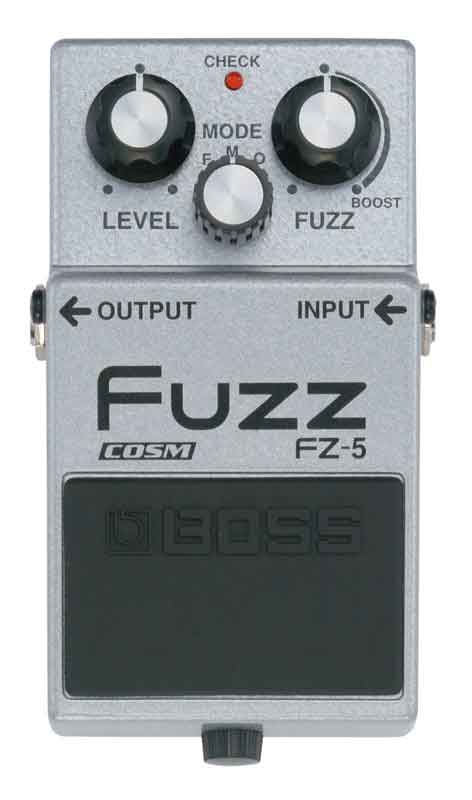 CHECK
MODE
F M O
LEVEL
FUZZ
BOOST
OUTPUT
INPUT
FUZZ
COSM
FZ-5
BOSS